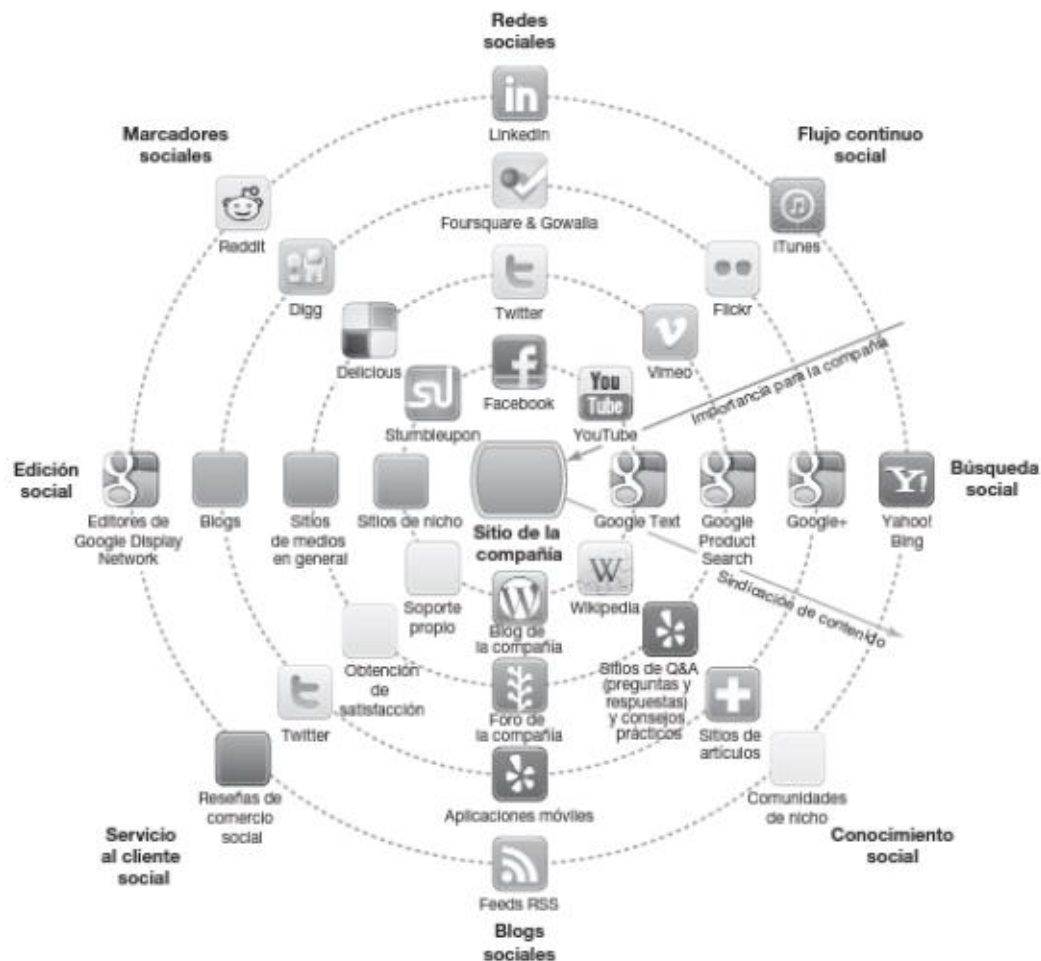 Redes
sociales
in
LinkedIn
Marcadores
sociales
Flujo continuo
social
Reddit
Foursquare & Gowalla
iTunes
Digg
Twitter
Flickr
Delicious
Facebook
You
Tube
Vimeo
Importancia para la compañía
Stumbleupon
YouTube
Edición
social
Búsqueda
social
Y!
Editores de
Google Display
Network
Blogs
Sitios
de medios
en general
Sitios de nicho
Sitio de la
compañía
Google Text
Google
Product
Search
Google+
Yahoo!
Bing
Sindicación de contenido
Soporte
propio
W
Blog de
la compañía
W
Wikipedia
Obtención
de
satisfacción
Foro de
la compañía
Sitios de Q&A
(preguntas y
respuestas)
y consejos
prácticos
Twitter
Sitios de
artículos
Reseñas de
comercio
social
Aplicaciones móviles
Comunidades
de nicho
Servicio
al cliente
social
Conocimiento
social
Feeds RSS
Blogs
sociales